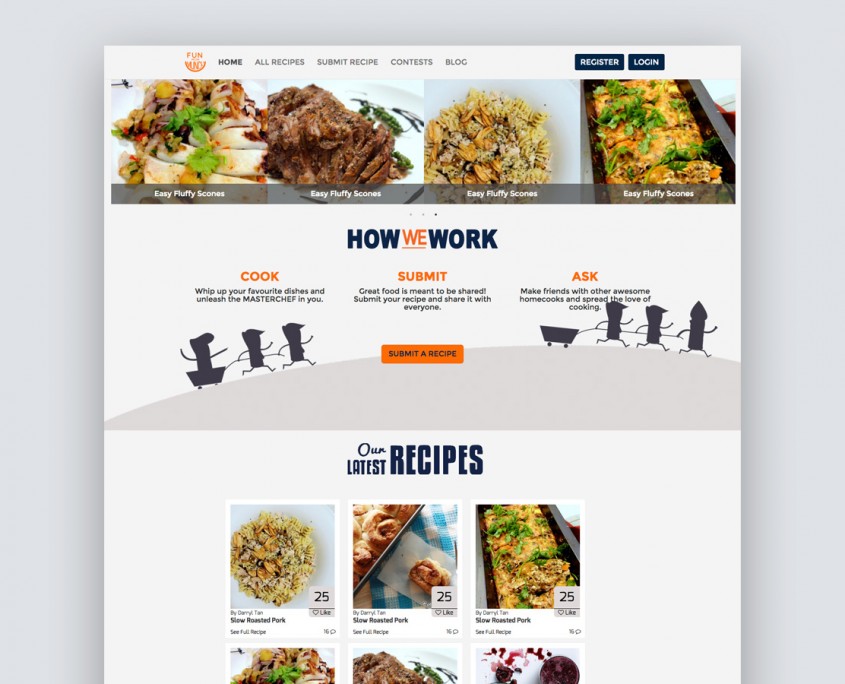 FUN
MUNCH
HOME ALL RECIPES SUBMIT RECIPE CONTESTS BLOG REGISTER LOGIN
Easy Fluffy Scones Easy Fluffy Scones Easy Fluffy Scones Easy Fluffy Scones
HOW WE WORK
COOK
Whip up your favourite dishes and
unleash the MASTERCHEF in you.
SUBMIT
Great food is meant to be shared!
Submit your recipe and share it with
everyone.
ASK
Make friends with other awesome
homecooks and spread the love of
cooking.
SUBMIT A RECIPE
Our
LATEST RECIPES
25
Like
By Darryl Tan
Slow Roasted Pork
See Full Recipe 16
25
Like
By Darryl Tan
Slow Roasted Pork
See Full Recipe 16
25
Like
By Darryl Tan
Slow Roasted Pork
See Full Recipe 16